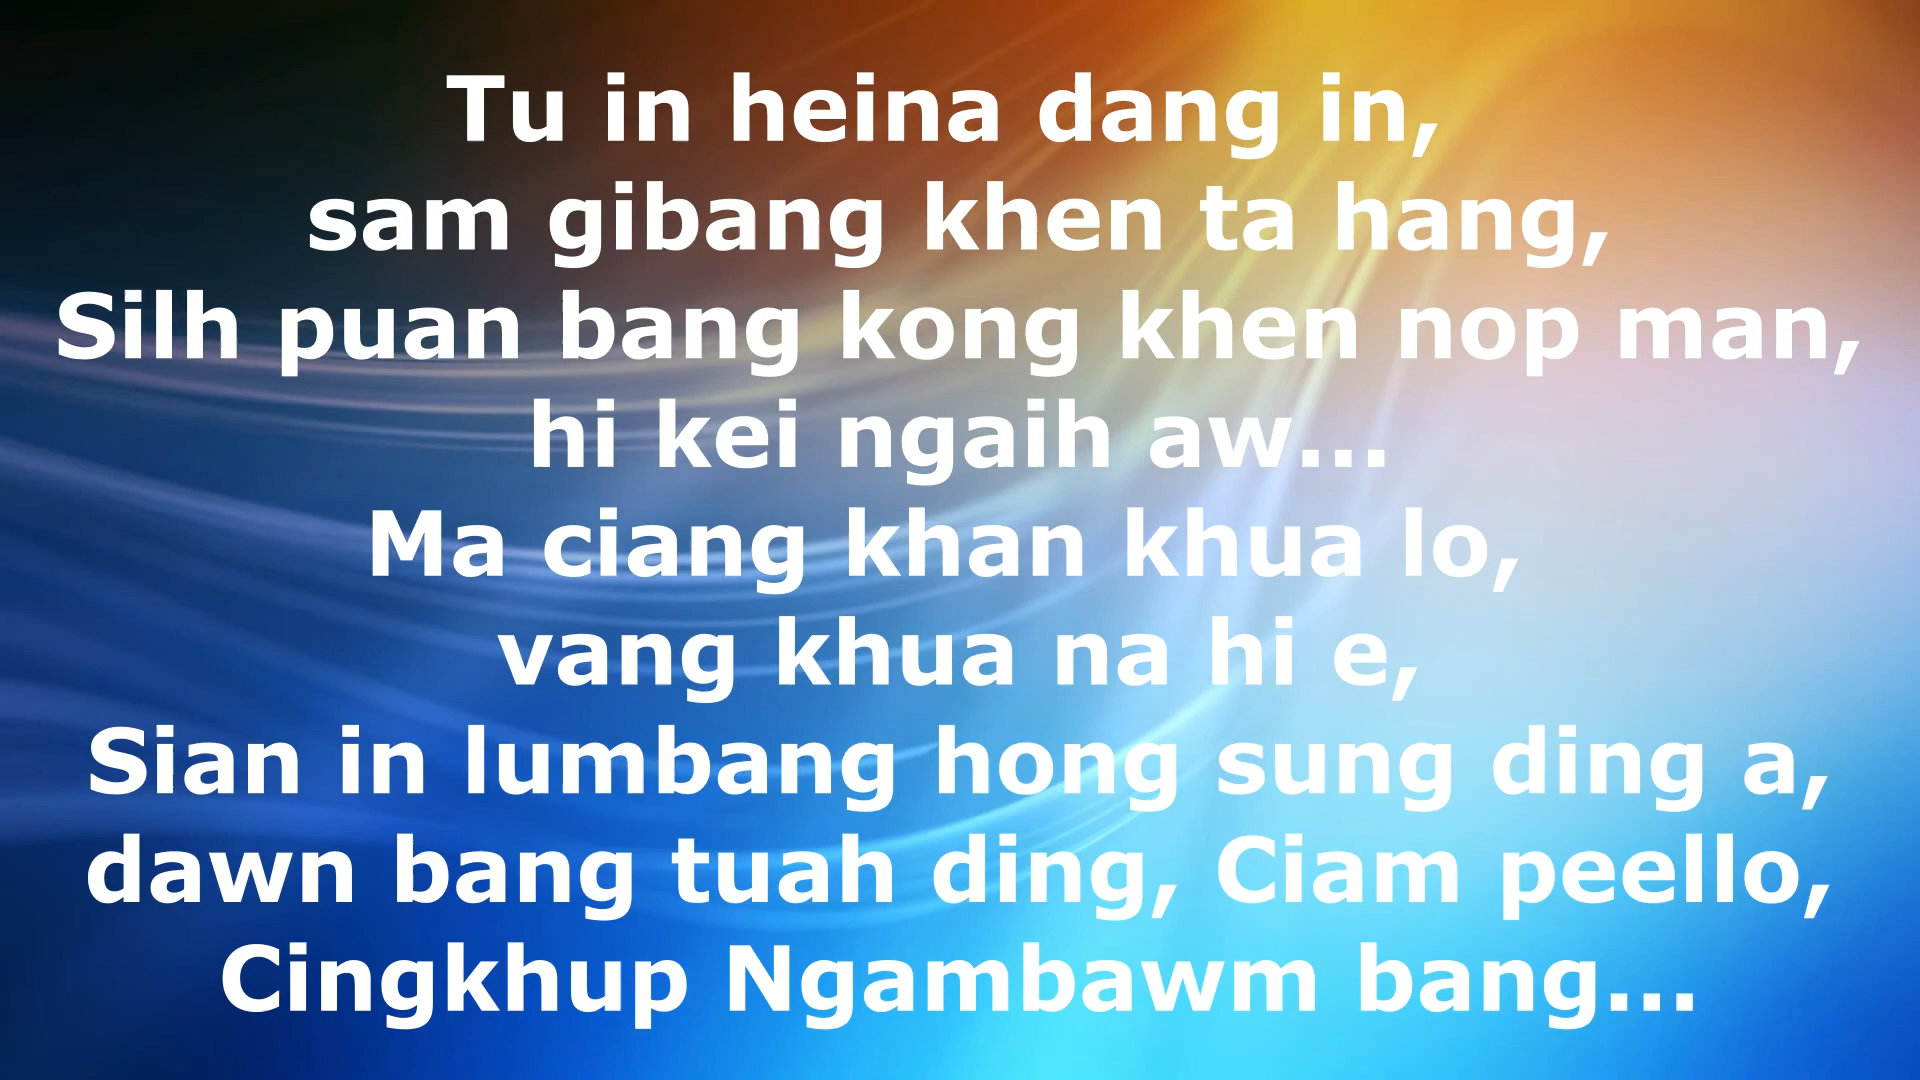 Tu in heina dang in,
sam gibang khen ta hang,
Silh puan bang kong khen nop man,
hi kei ngaih aw...
Ma ciang khan khua lo,
vang khua na hi e,
Sian in lumbang hong sung ding a,
dawn bang tuah ding, Ciam peello,
Cingkhup Ngambawm bang...